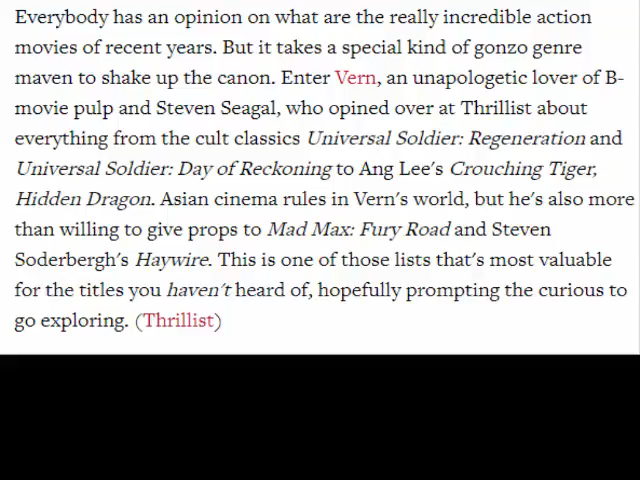 Everybody has an opinion on what are the really incredible action
movies of recent years. But it takes a special kind of gonzo genre
maven to shake up the canon. Enter Vern, an unapologetic lover of B-
movie pulp and Steven Seagal, who opined over at Thrillist about
everything from the cult classics Universal Soldier: Regeneration and
Universal Soldier: Day of Reckoning to Ang Lee's Crouching Tiger,
Hidden Dragon. Asian cinema rules in Vern's world, but he's also more
than willing to give props to Mad Max: Fury Road and Steven
Soderbergh's Haywire. This is one of those lists that's most valuable
for the titles you haven't heard of, hopefully prompting the curious to
go exploring. (Thrillist)